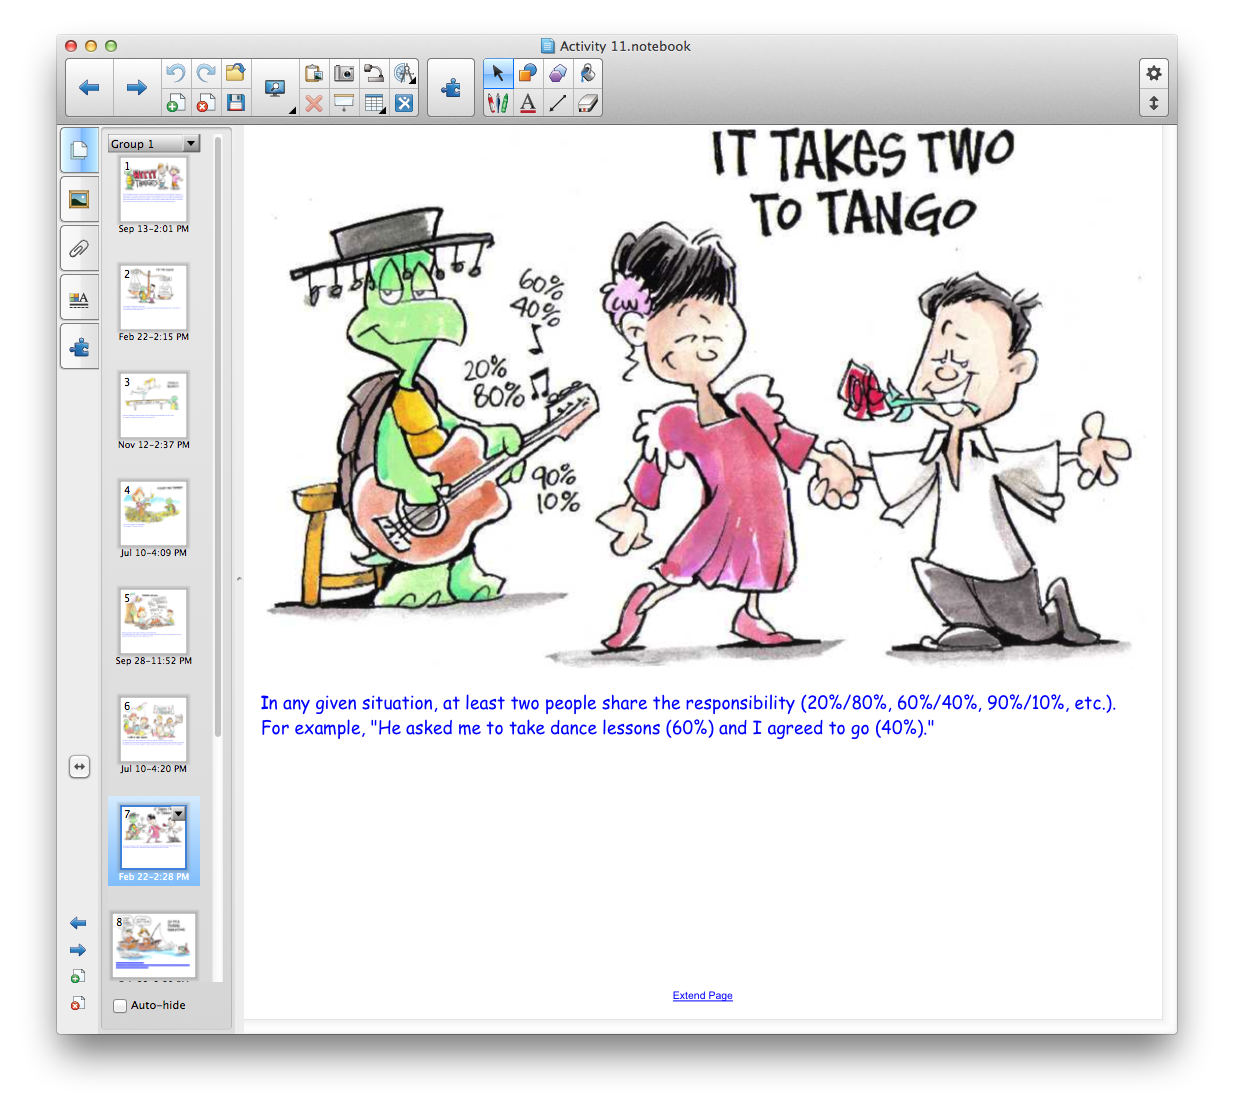 Activity 11.notebook
Group 1
1
Sep 13-2:01 PM
2
Feb 22-2:15 PM
3
Nov 12-2:37 PM
4
Jul 10-4:09 PM
5
Sep 28-11:52 PM
6
Jul 10-4:20 PM
7
Feb 22-2:28 PM
8
Auto-hide
IT TAKES TWO
TO TANGO
60%
40%
20%
80%
90%
10%
In any given situation, at least two people share the responsibility (20%/80%, 60%/40%, 90%/10%, etc.).
For example, "He asked me to take dance lessons (60%) and I agreed to go (40%)."
Extend Page